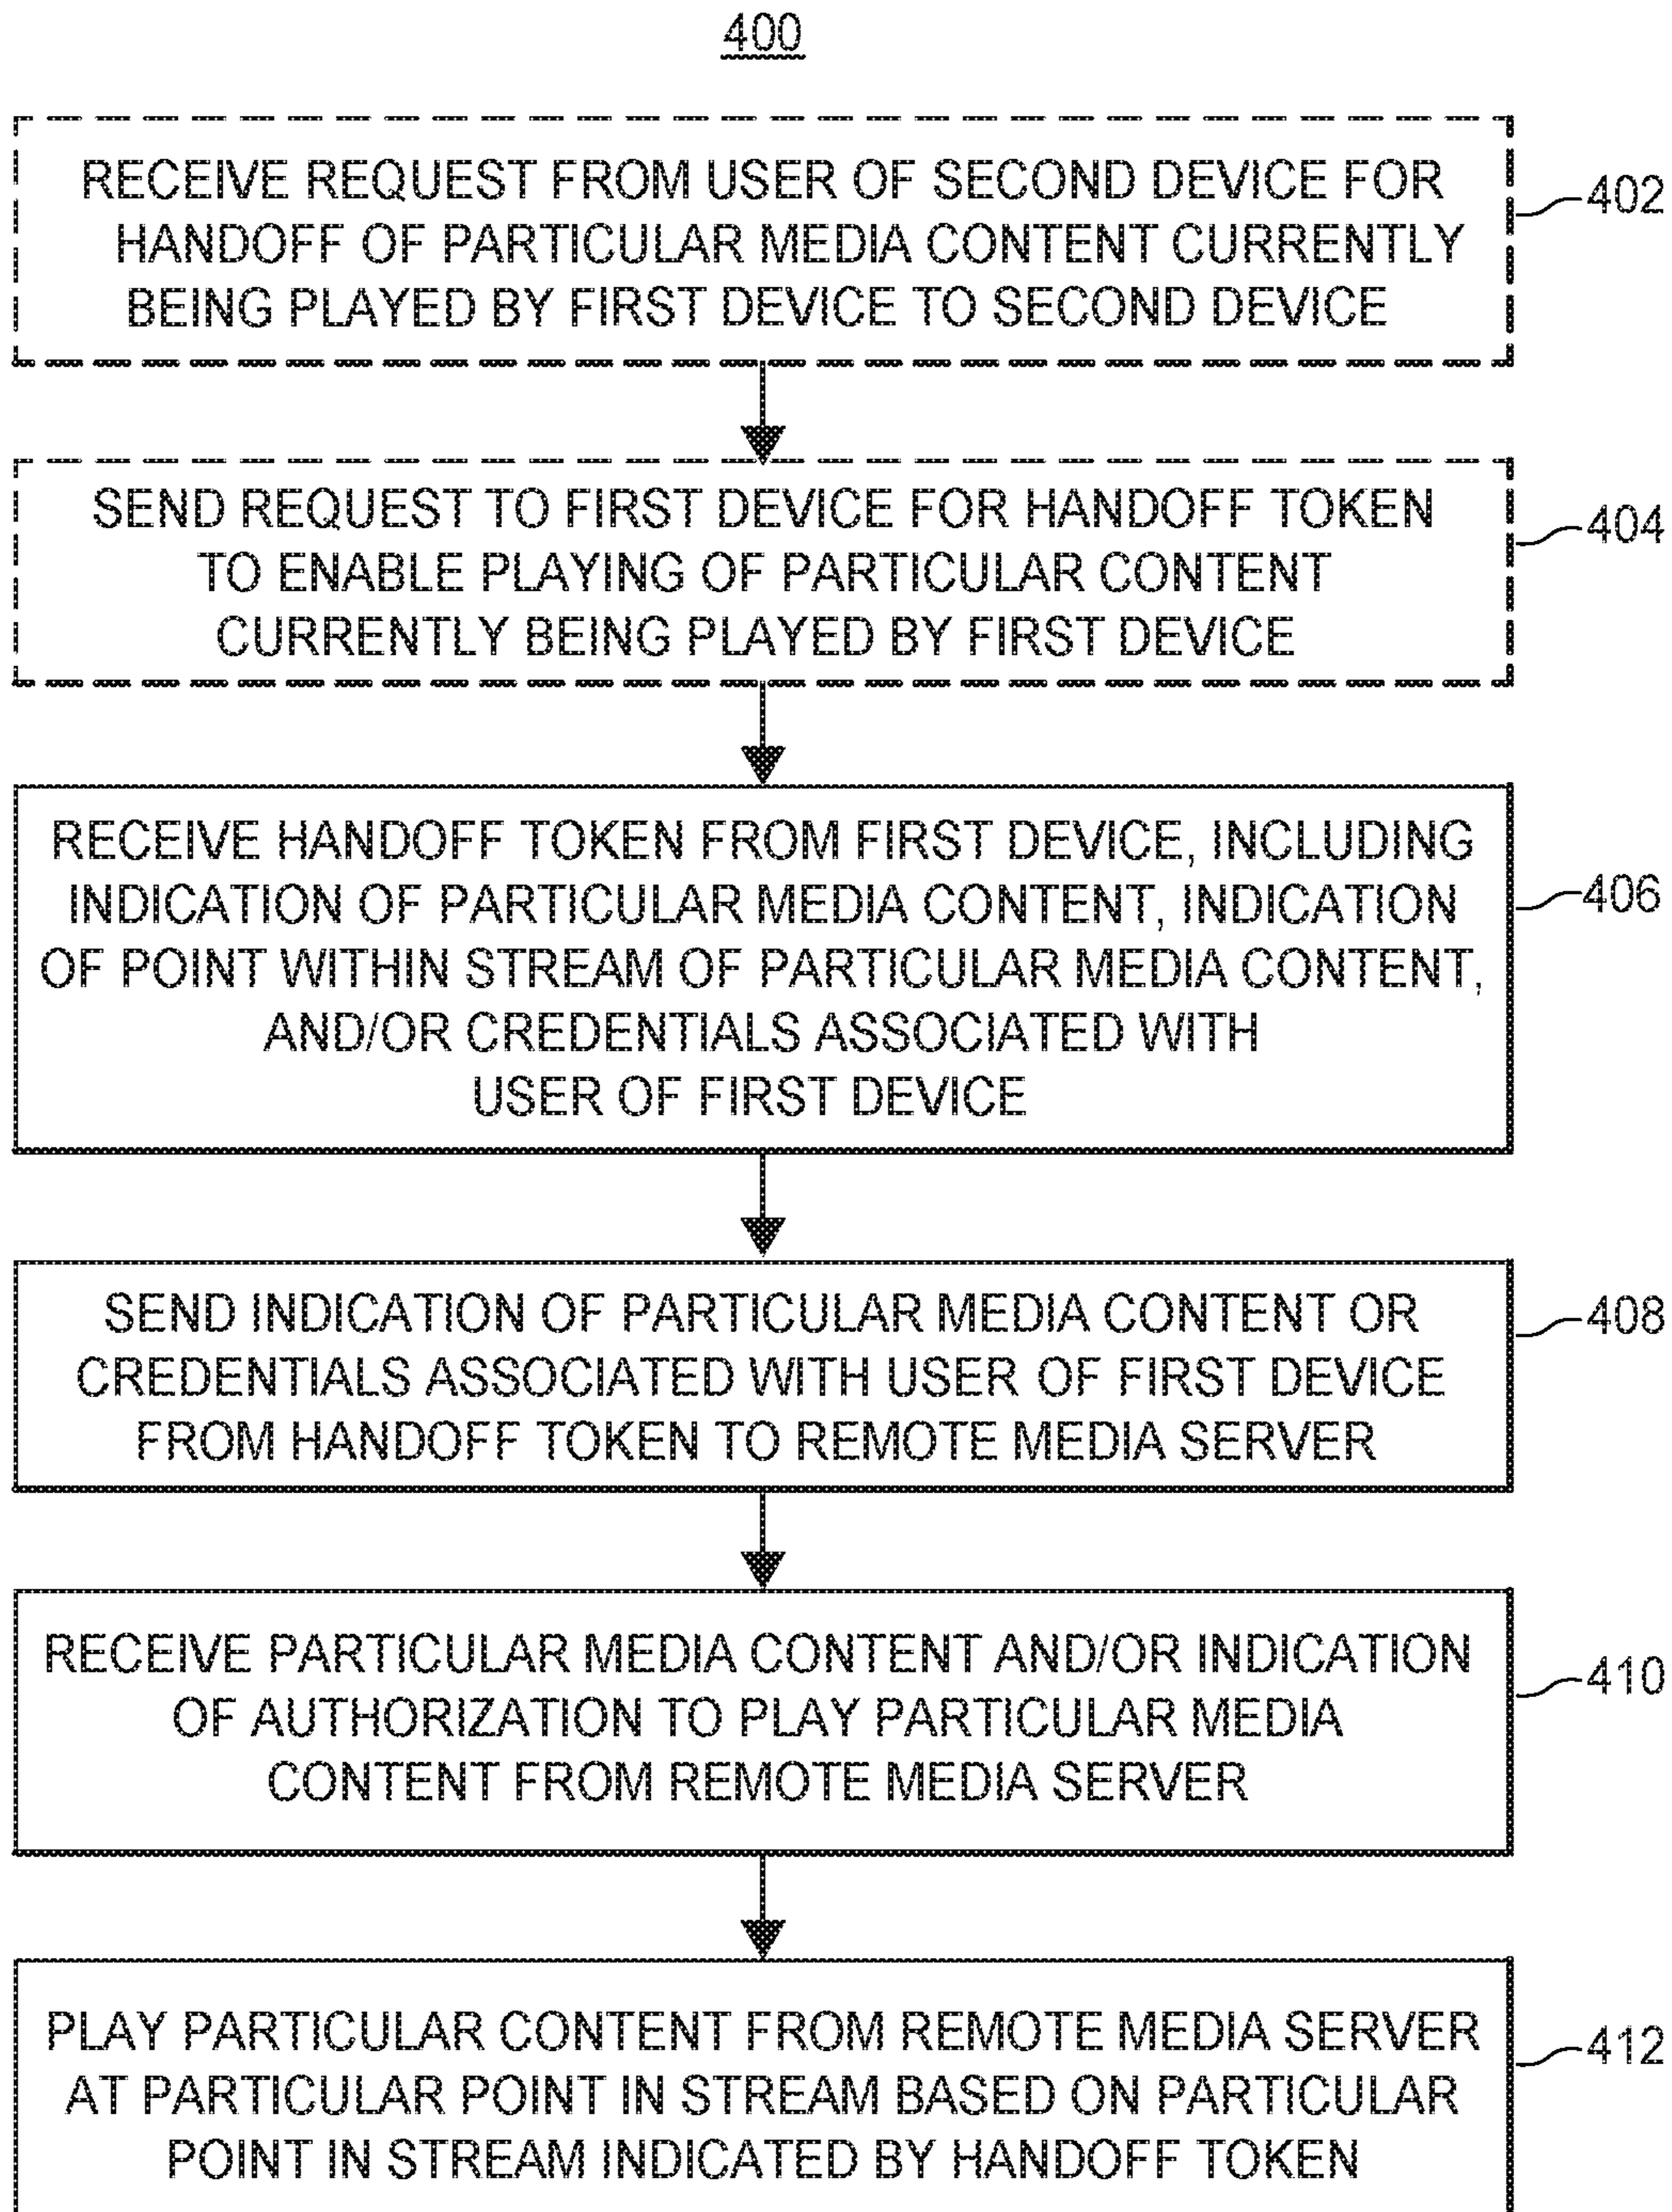 400
RECEIVE REQUEST FROM USER OF SECOND DEVICE FOR
HANDOFF OF PARTICULAR MEDIA CONTENT CURRENTLY
BEING PLAYED BY FIRST DEVICE TO SECOND DEVICE
402
SEND REQUEST TO FIRST DEVICE FOR HANDOFF TOKEN
TO ENABLE PLAYING OF PARTICULAR CONTENT
CURRENTLY BEING PLAYED BY FIRST DEVICE
404
RECEIVE HANDOFF TOKEN FROM FIRST DEVICE, INCLUDING
INDICATION OF PARTICULAR MEDIA CONTENT, INDICATION
OF POINT WITHIN STREAM OF PARTICULAR MEDIA CONTENT,
AND/OR CREDENTIALS ASSOCIATED WITH
USER OF FIRST DEVICE
406
SEND INDICATION OF PARTICULAR MEDIA CONTENT OR
CREDENTIALS ASSOCIATED WITH USER OF FIRST DEVICE
FROM HANDOFF TOKEN TO REMOTE MEDIA SERVER
408
RECEIVE PARTICULAR MEDIA CONTENT AND/OR INDICATION
OF AUTHORIZATION TO PLAY PARTICULAR MEDIA
CONTENT FROM REMOTE MEDIA SERVER
410
PLAY PARTICULAR CONTENT FROM REMOTE MEDIA SERVER
AT PARTICULAR POINT IN STREAM BASED ON PARTICULAR
POINT IN STREAM INDICATED BY HANDOFF TOKEN
412